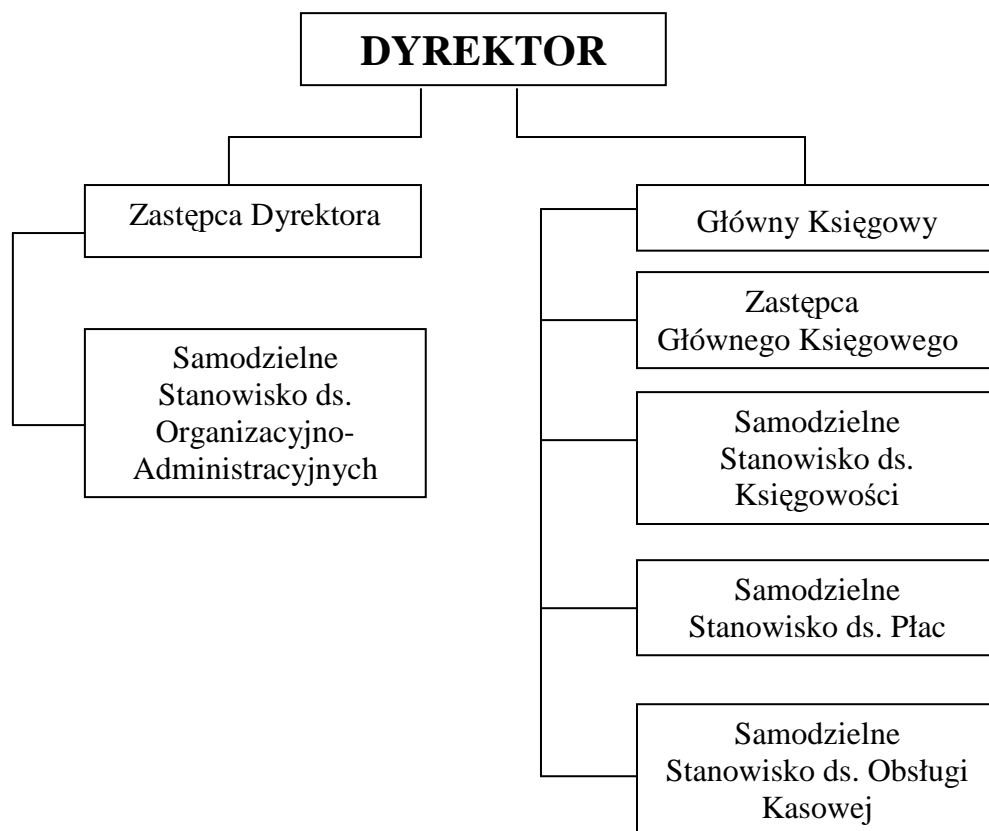 DYREKTOR
Zastępca Dyrektora
Samodzielne
Stanowisko ds.
Organizacyjno-
Administracyjnych
Główny Księgowy
Zastępca
Głównego Księgowego
Samodzielne
Stanowisko ds.
Księgowości
Samodzielne
Stanowisko ds. Płac
Samodzielne
Stanowisko ds. Obsługi
Kasowej